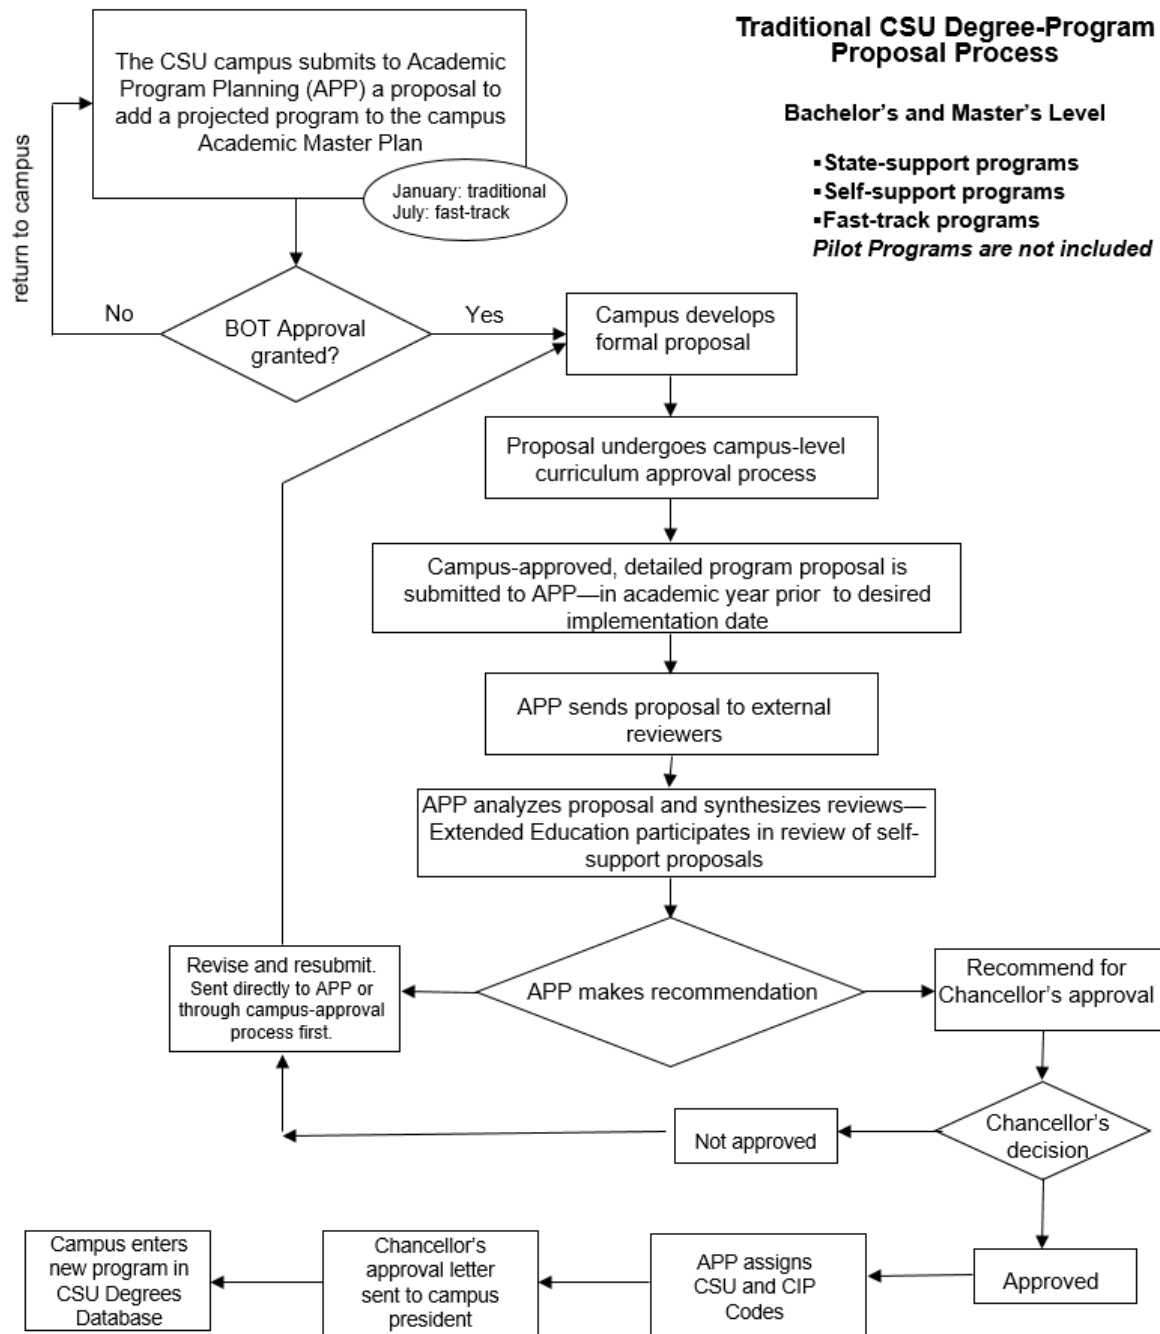 Traditional CSU Degree-Program
Proposal Process
Bachelor's and Master's Level
▪State-support programs
▪Self-support programs
▪Fast-track programs
Pilot Programs are not included
The CSU campus submits to Academic
Program Planning (APP) a proposal to
add a projected program to the campus
Academic Master Plan
January: traditional
July: fast-track
return to campus
No
BOT Approval
granted?
Yes
Campus develops
formal proposal
Proposal undergoes campus-level
curriculum approval process
Campus-approved, detailed program proposal is
submitted to APP—in academic year prior to desired
implementation date
APP sends proposal to external
reviewers
APP analyzes proposal and synthesizes reviews—
Extended Education participates in review of self-
support proposals
APP makes recommendation
Revise and resubmit.
Sent directly to APP or
through campus-approval
process first.
Recommend for
Chancellor's approval
Chancellor's
decision
Not approved
Approved
APP assigns
CSU and CIP
Codes
Chancellor's
approval letter
sent to campus
president
Campus enters
new program in
CSU Degrees
Database